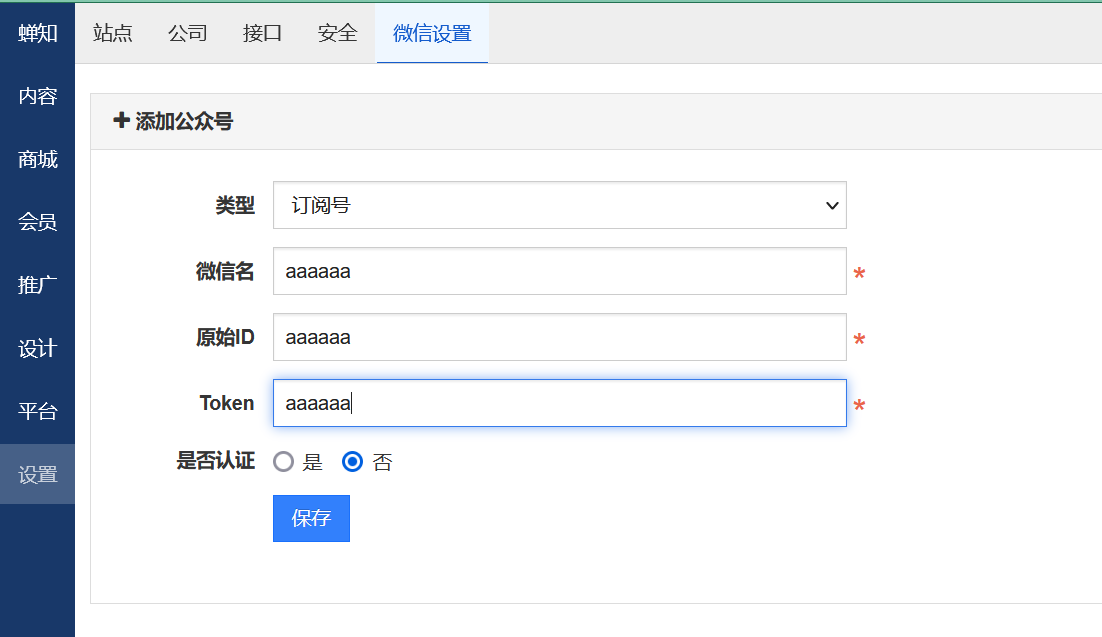 蝉知 站点 公司 接口 安全 微信设置
内容
商城
会员
推广
设计
平台
设置
添加公众号
类型 订阅号
微信名 aaaaaa *
原始ID aaaaaa *
Token aaaaaa *
是否认证 是 否
保存